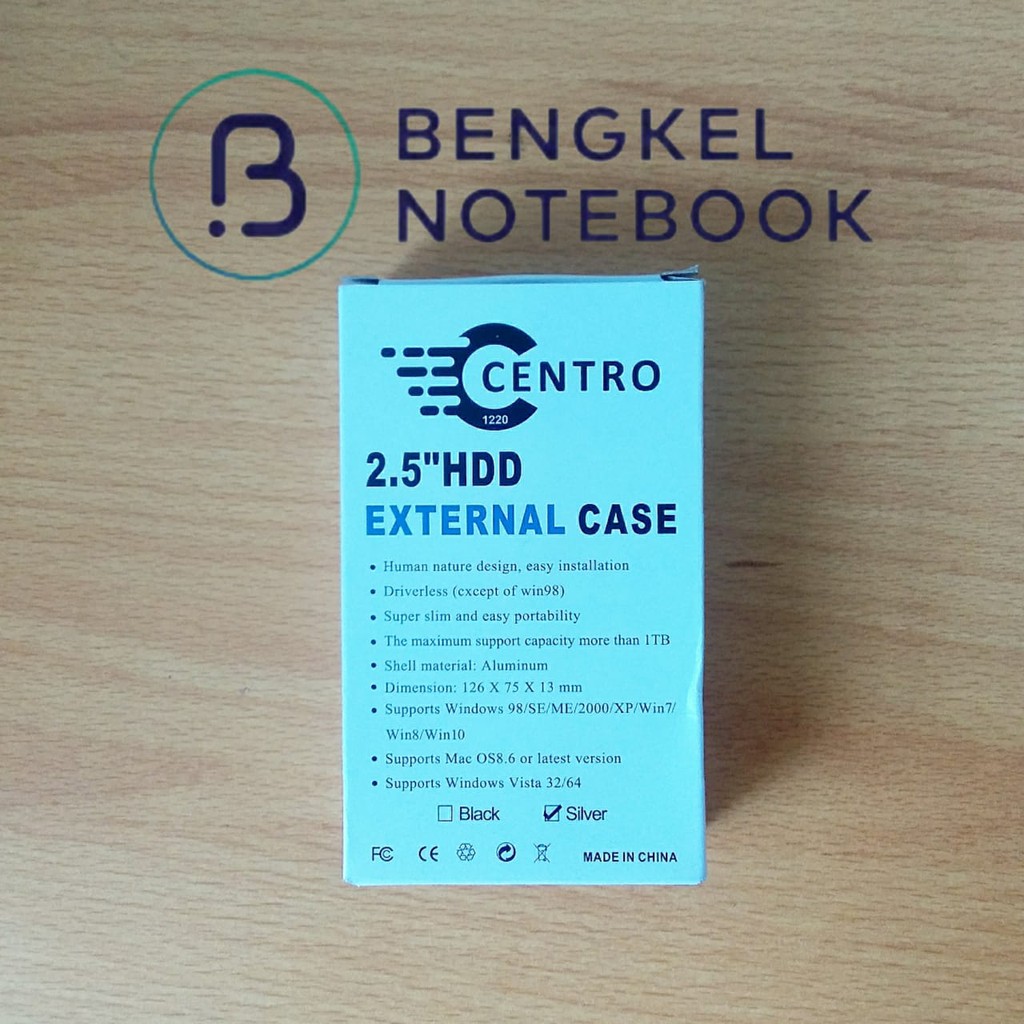 BENGKEL
NOTEBOOK
CENTRO
1220
2.5"HDD
EXTERNAL CASE
• Human nature design, easy installation
• Driverless (cxcept of win98)
• Super slim and easy portability
• The maximum support capacity more than 1TB
• Shell material: Aluminum
• Dimension: 126 X 75 X 13 mm
• Supports Windows 98/SE/ME/2000/XP/Win7/
Win8/Win10
• Supports Mac OS8.6 or latest version
• Supports Windows Vista 32/64
☐ Black ☑ Silver
FC CE MADE IN CHINA